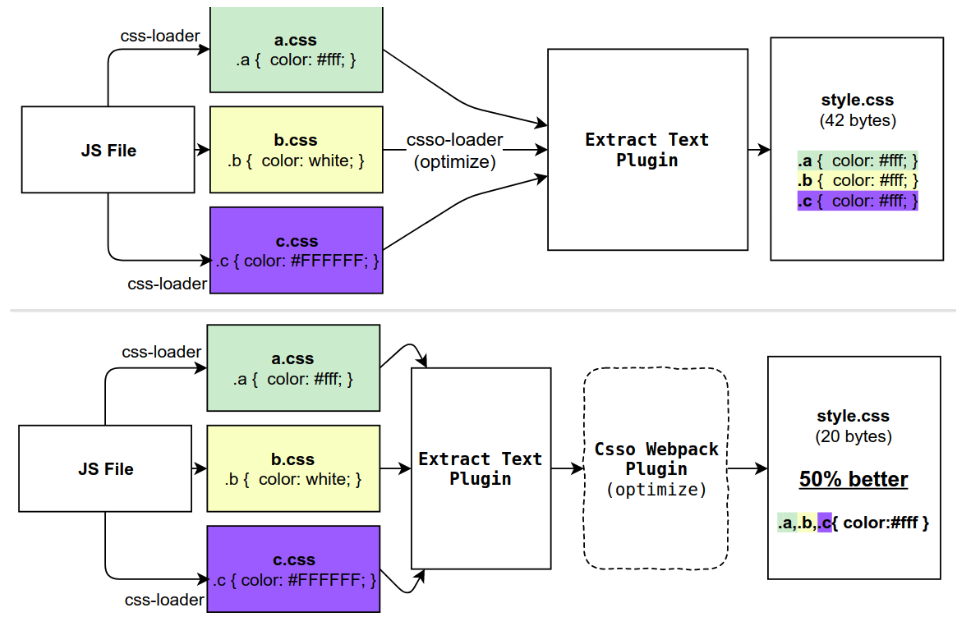 css-loader
a.css
.a {  color: #fff; }
JS File
b.css
.b {  color: white; }
csso-loader
(optimize)
c.css
.c { color: #FFFFFF; }
css-loader
Extract Text
Plugin
style.css
(42 bytes)
.a {  color: #fff; }
.b {  color: #fff; }
.c {  color: #fff; }
css-loader
a.css
.a {  color: #fff; }
JS File
b.css
.b {  color: white; }
c.css
.c { color: #FFFFFF; }
css-loader
Extract Text
Plugin
Csso Webpack
Plugin
(optimize)
style.css
(20 bytes)
50% better
.a,.b,.c{ color:#fff }